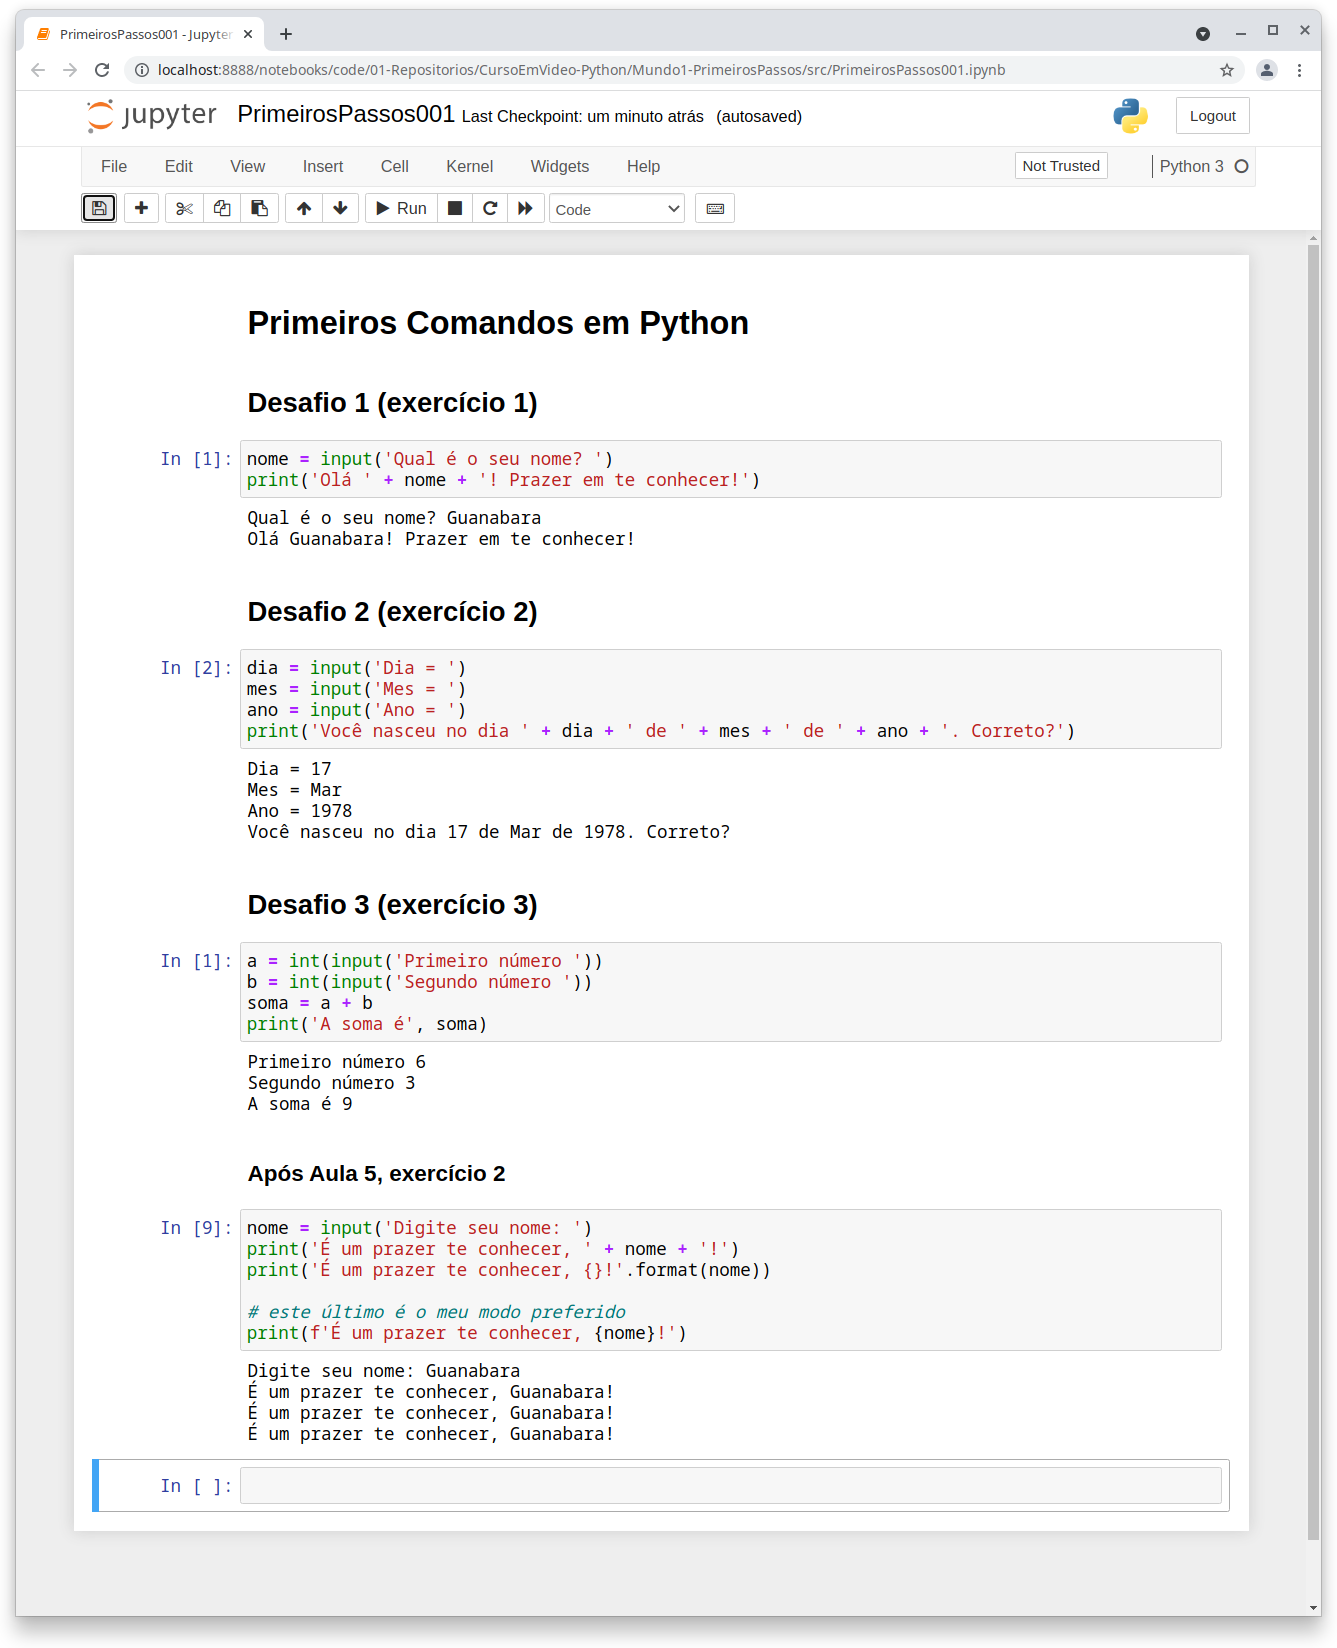 PrimeirosPassos001 - Jupyter
localhost:8888/notebooks/code/01-Repositorios/CursoEmVideo-Python/Mundo1-PrimeirosPassos/src/PrimeirosPassos001.ipynb
jupyter PrimeirosPassos001 Last Checkpoint: um minuto atrás (autosaved) Logout
File Edit View Insert Cell Kernel Widgets Help Not Trusted Python 3
Run Code
Primeiros Comandos em Python
Desafio 1 (exercício 1)
In [1]: nome = input('Qual é o seu nome? ')
print('Olá ' + nome + '! Prazer em te conhecer!')
Qual é o seu nome? Guanabara
Olá Guanabara! Prazer em te conhecer!
Desafio 2 (exercício 2)
In [2]: dia = input('Dia = ')
mes = input('Mes = ')
ano = input('Ano = ')
print('Você nasceu no dia ' + dia + ' de ' + mes + ' de ' + ano + '. Correto?')
Dia = 17
Mes = Mar
Ano = 1978
Você nasceu no dia 17 de Mar de 1978. Correto?
Desafio 3 (exercício 3)
In [1]: a = int(input('Primeiro número '))
b = int(input('Segundo número '))
soma = a + b
print('A soma é', soma)
Primeiro número 6
Segundo número 3
A soma é 9
Após Aula 5, exercício 2
In [9]: nome = input('Digite seu nome: ')
print('É um prazer te conhecer, ' + nome + '!')
print('É um prazer te conhecer, {}!'.format(nome))
# este último é o meu modo preferido
print(f'É um prazer te conhecer, {nome}!')
Digite seu nome: Guanabara
É um prazer te conhecer, Guanabara!
É um prazer te conhecer, Guanabara!
É um prazer te conhecer, Guanabara!
In [ ]: